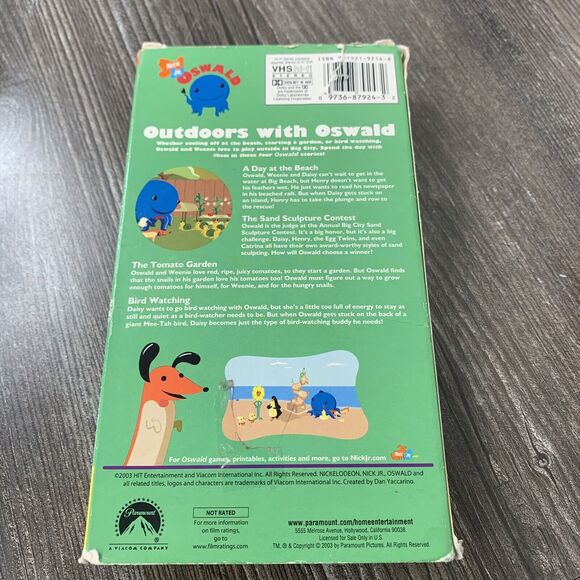 Nick Jr.
OSWALD
VHS hi-fi
STEREO
DOLBY B NR
Outdoors with Oswald
Whether cooling off at the beach, starting a garden, or bird watching,
Oswald and Weenie love to play outside in Big City. Spend the day with
them in these four Oswald stories!
A Day at the Beach
Oswald, Weenie and Daisy can't wait to get in the
water at Big Beach, but Henry doesn't want to get
his feathers wet. He just wants to read his newspaper
in his beached raft. But when Daisy gets stuck on
an island, Henry has to take the plunge and row to
the rescue!
The Sand Sculpture Contest
Oswald is the judge at the Annual Big City Sand
Sculpture Contest. It's a big honor, but it's also a big
challenge. Daisy, Henry, the Egg Twins, and even
Catrina all have their own award-worthy styles of sand
sculpting. How will Oswald choose a winner?
The Tomato Garden
Oswald and Weenie love red, ripe, juicy tomatoes, so they start a garden. But Oswald finds
that the snails in his garden love his tomatoes too! Oswald must figure out a way to grow
enough tomatoes for himself, for Weenie, and for the hungry snails.
Bird Watching
Daisy wants to go bird watching with Oswald, but she's a little too full of energy to stay as
still and quiet as a bird-watcher needs to be. But when Oswald gets stuck on the back of a
giant Mee-Tah bird, Daisy becomes just the type of bird-watching buddy he needs!
For Oswald games, printables, activities and more, go to NickJr.com
Nick Jr. .com
©2003 HIT Entertainment and Viacom International Inc. All Rights Reserved. NICKELODEON, NICK JR., OSWALD and
all related titles, logos and characters are trademarks of Viacom International Inc. Created by Dan Yaccarino.
Paramount
A VIACOM COMPANY
NOT RATED
For more information
on film ratings,
go to
www.filmratings.com
www.paramount.com/homeentertainment
5555 Melrose Avenue, Hollywood, California 90038.
Licensed for Sale Only in U.S.
TM, ® & Copyright © 2003 by Paramount Pictures. All Rights Reserved.